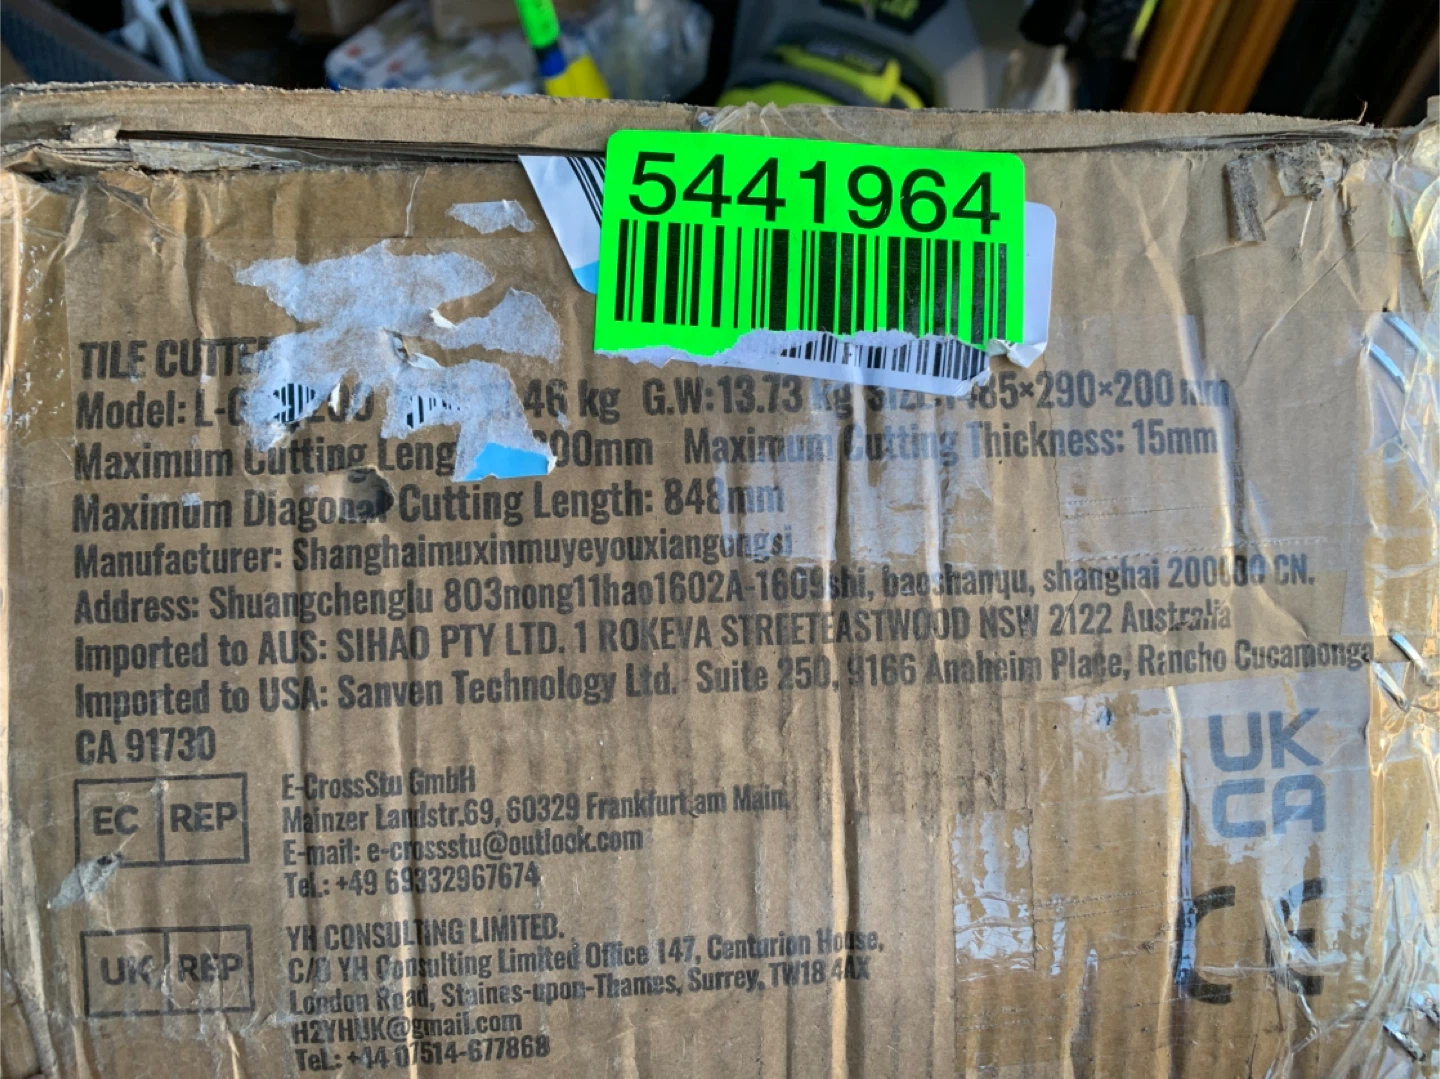 5441964
TILE CUTTE
Model: L- 46 kg G.W:13.73 Kg 85×290×200 mm
Maximum Cutting Leng 00mm Maximum Cutting Thickness: 15mm
Maximum Diagonal Cutting Length: 848mm
Manufacturer: Shanghaimuxinmuyeyouxiangongsi
Address: Shuangchenglu 803nong11hao1602A-1609shi, baoshanqu, shanghai 200000 CN.
Imported to AUS: SIHAO PTY LTD. 1 ROKEVA STREETEASTWOOD NSW 2122 Australia
Imported to USA: Sanven Technology Ltd. Suite 250, 9166 Anaheim Place, Rancho Cucamonga
CA 91730
EC REP
E-CrossStu GmbH
Mainzer Landstr.69, 60329 Frankfurt am Main.
E-mail: e-crossstu@outlook.com
Tel.: +49 69332967674
UK REP
YH CONSULTING LIMITED.
C/O YH Consulting Limited Office 147, Centurion House,
London Road, Staines-upon-Thames, Surrey, TW18 4AX
H2YHUK@gmail.com
Tel.: +44 07514-677868
UK
CA
CE